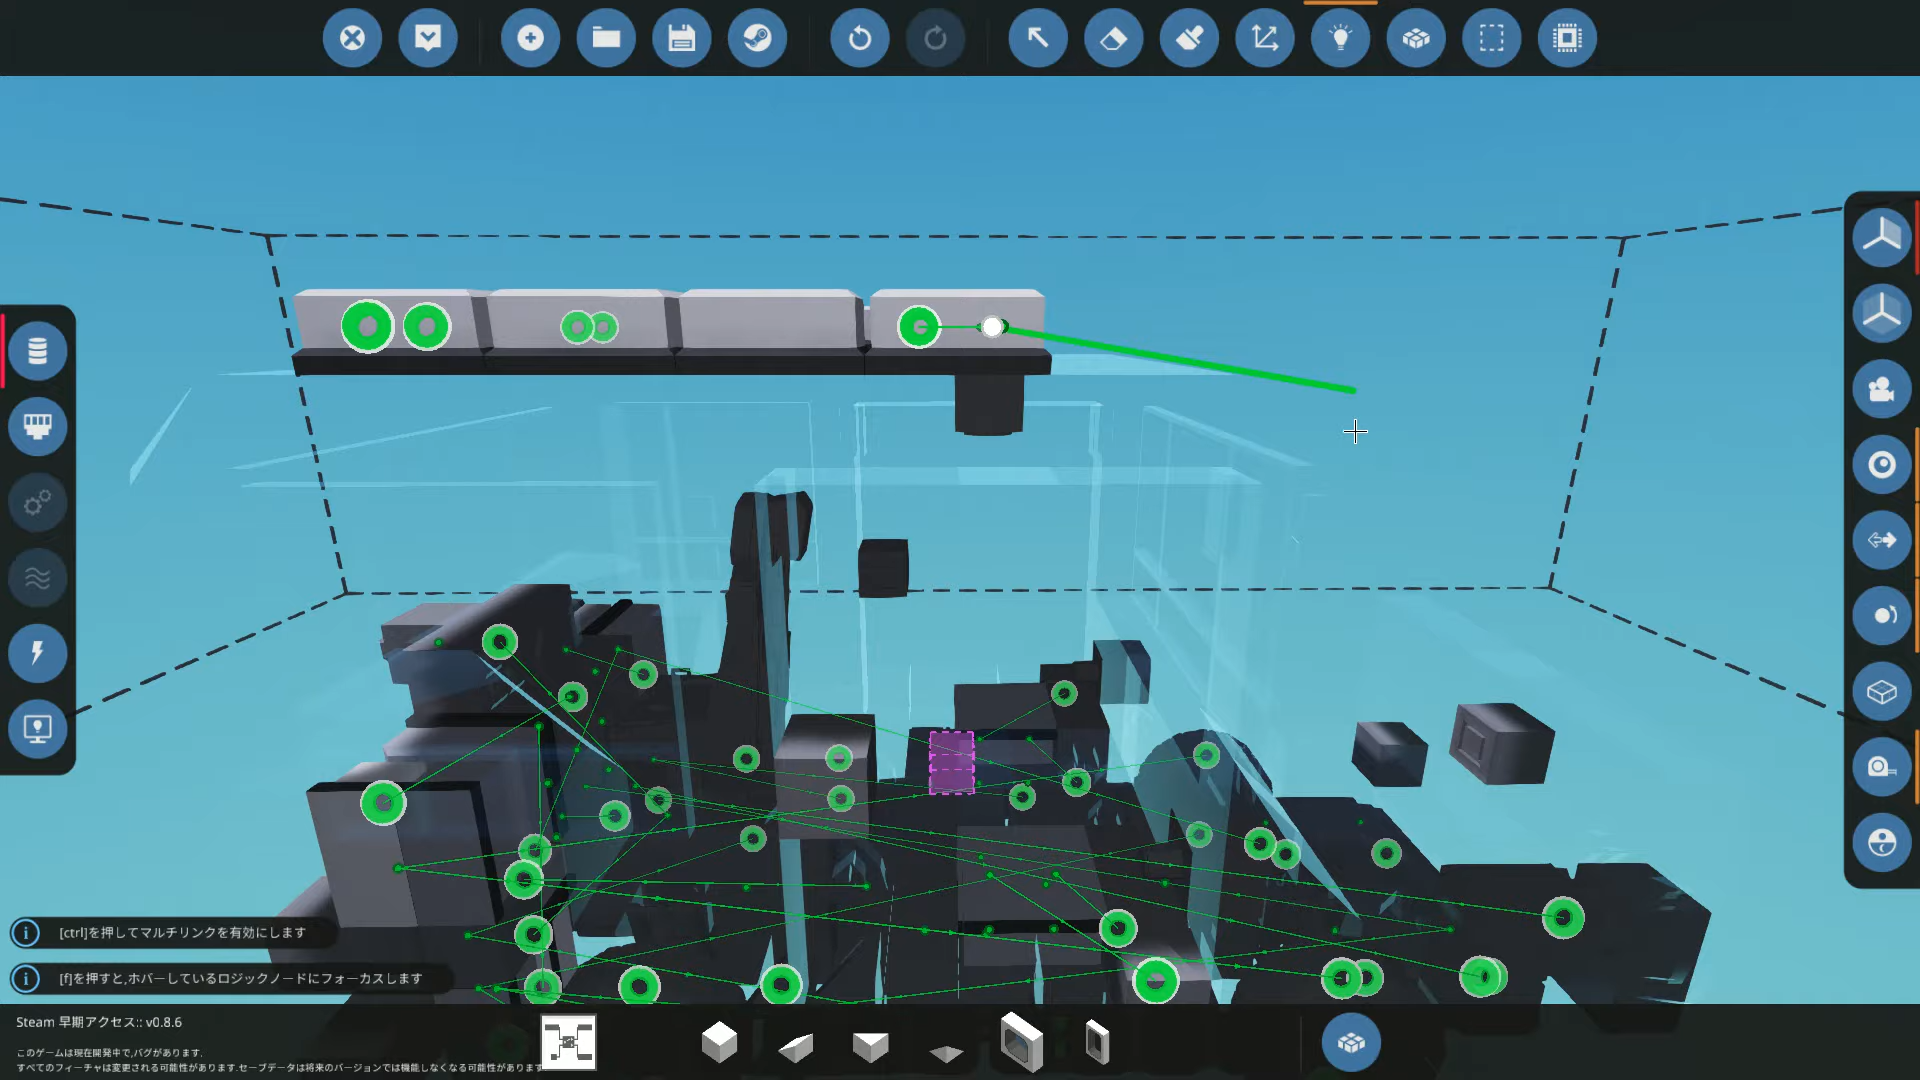 [ctrl]を押してマルチリンクを有効にします
[f]を押すと,ホバーしているロジックノードにフォーカスします
Steam 早期アクセス:: v0.8.6
このゲームは現在開発中で,バグがあります.
すべてのフィーチャは変更される可能性があります.セーブデータは将来のバージョンでは機能しなくなる可能性があります